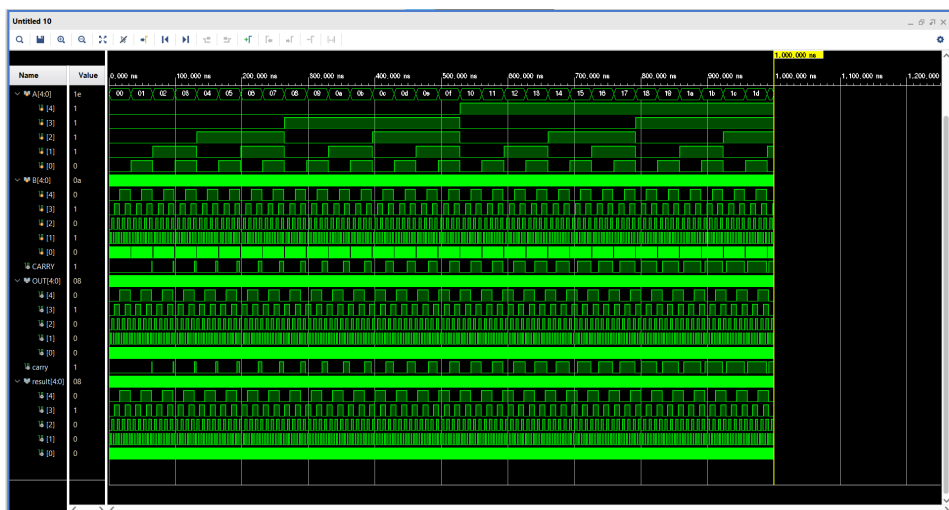 Untitled 10
1,000.000 ns
Name Value 0.000 ns 100.000 ns 200.000 ns 300.000 ns 400.000 ns 500.000 ns 600.000 ns 700.000 ns 800.000 ns 900.000 ns 1,000.000 ns 1,100.000 ns 1,200.000
A[4:0] 1e 00 01 02 03 04 05 06 07 08 09 0a 0b 0c 0d 0e 0f 10 11 12 13 14 15 16 17 18 19 1a 1b 1c 1d
[4] 1
[3] 1
[2] 1
[1] 1
[0] 0
B[4:0] 0a
[4] 0
[3] 1
[2] 0
[1] 1
[0] 0
CARRY 1
OUT[4:0] 08
[4] 0
[3] 1
[2] 0
[1] 0
[0] 0
carry 1
result[4:0] 08
[4] 0
[3] 1
[2] 0
[1] 0
[0] 0